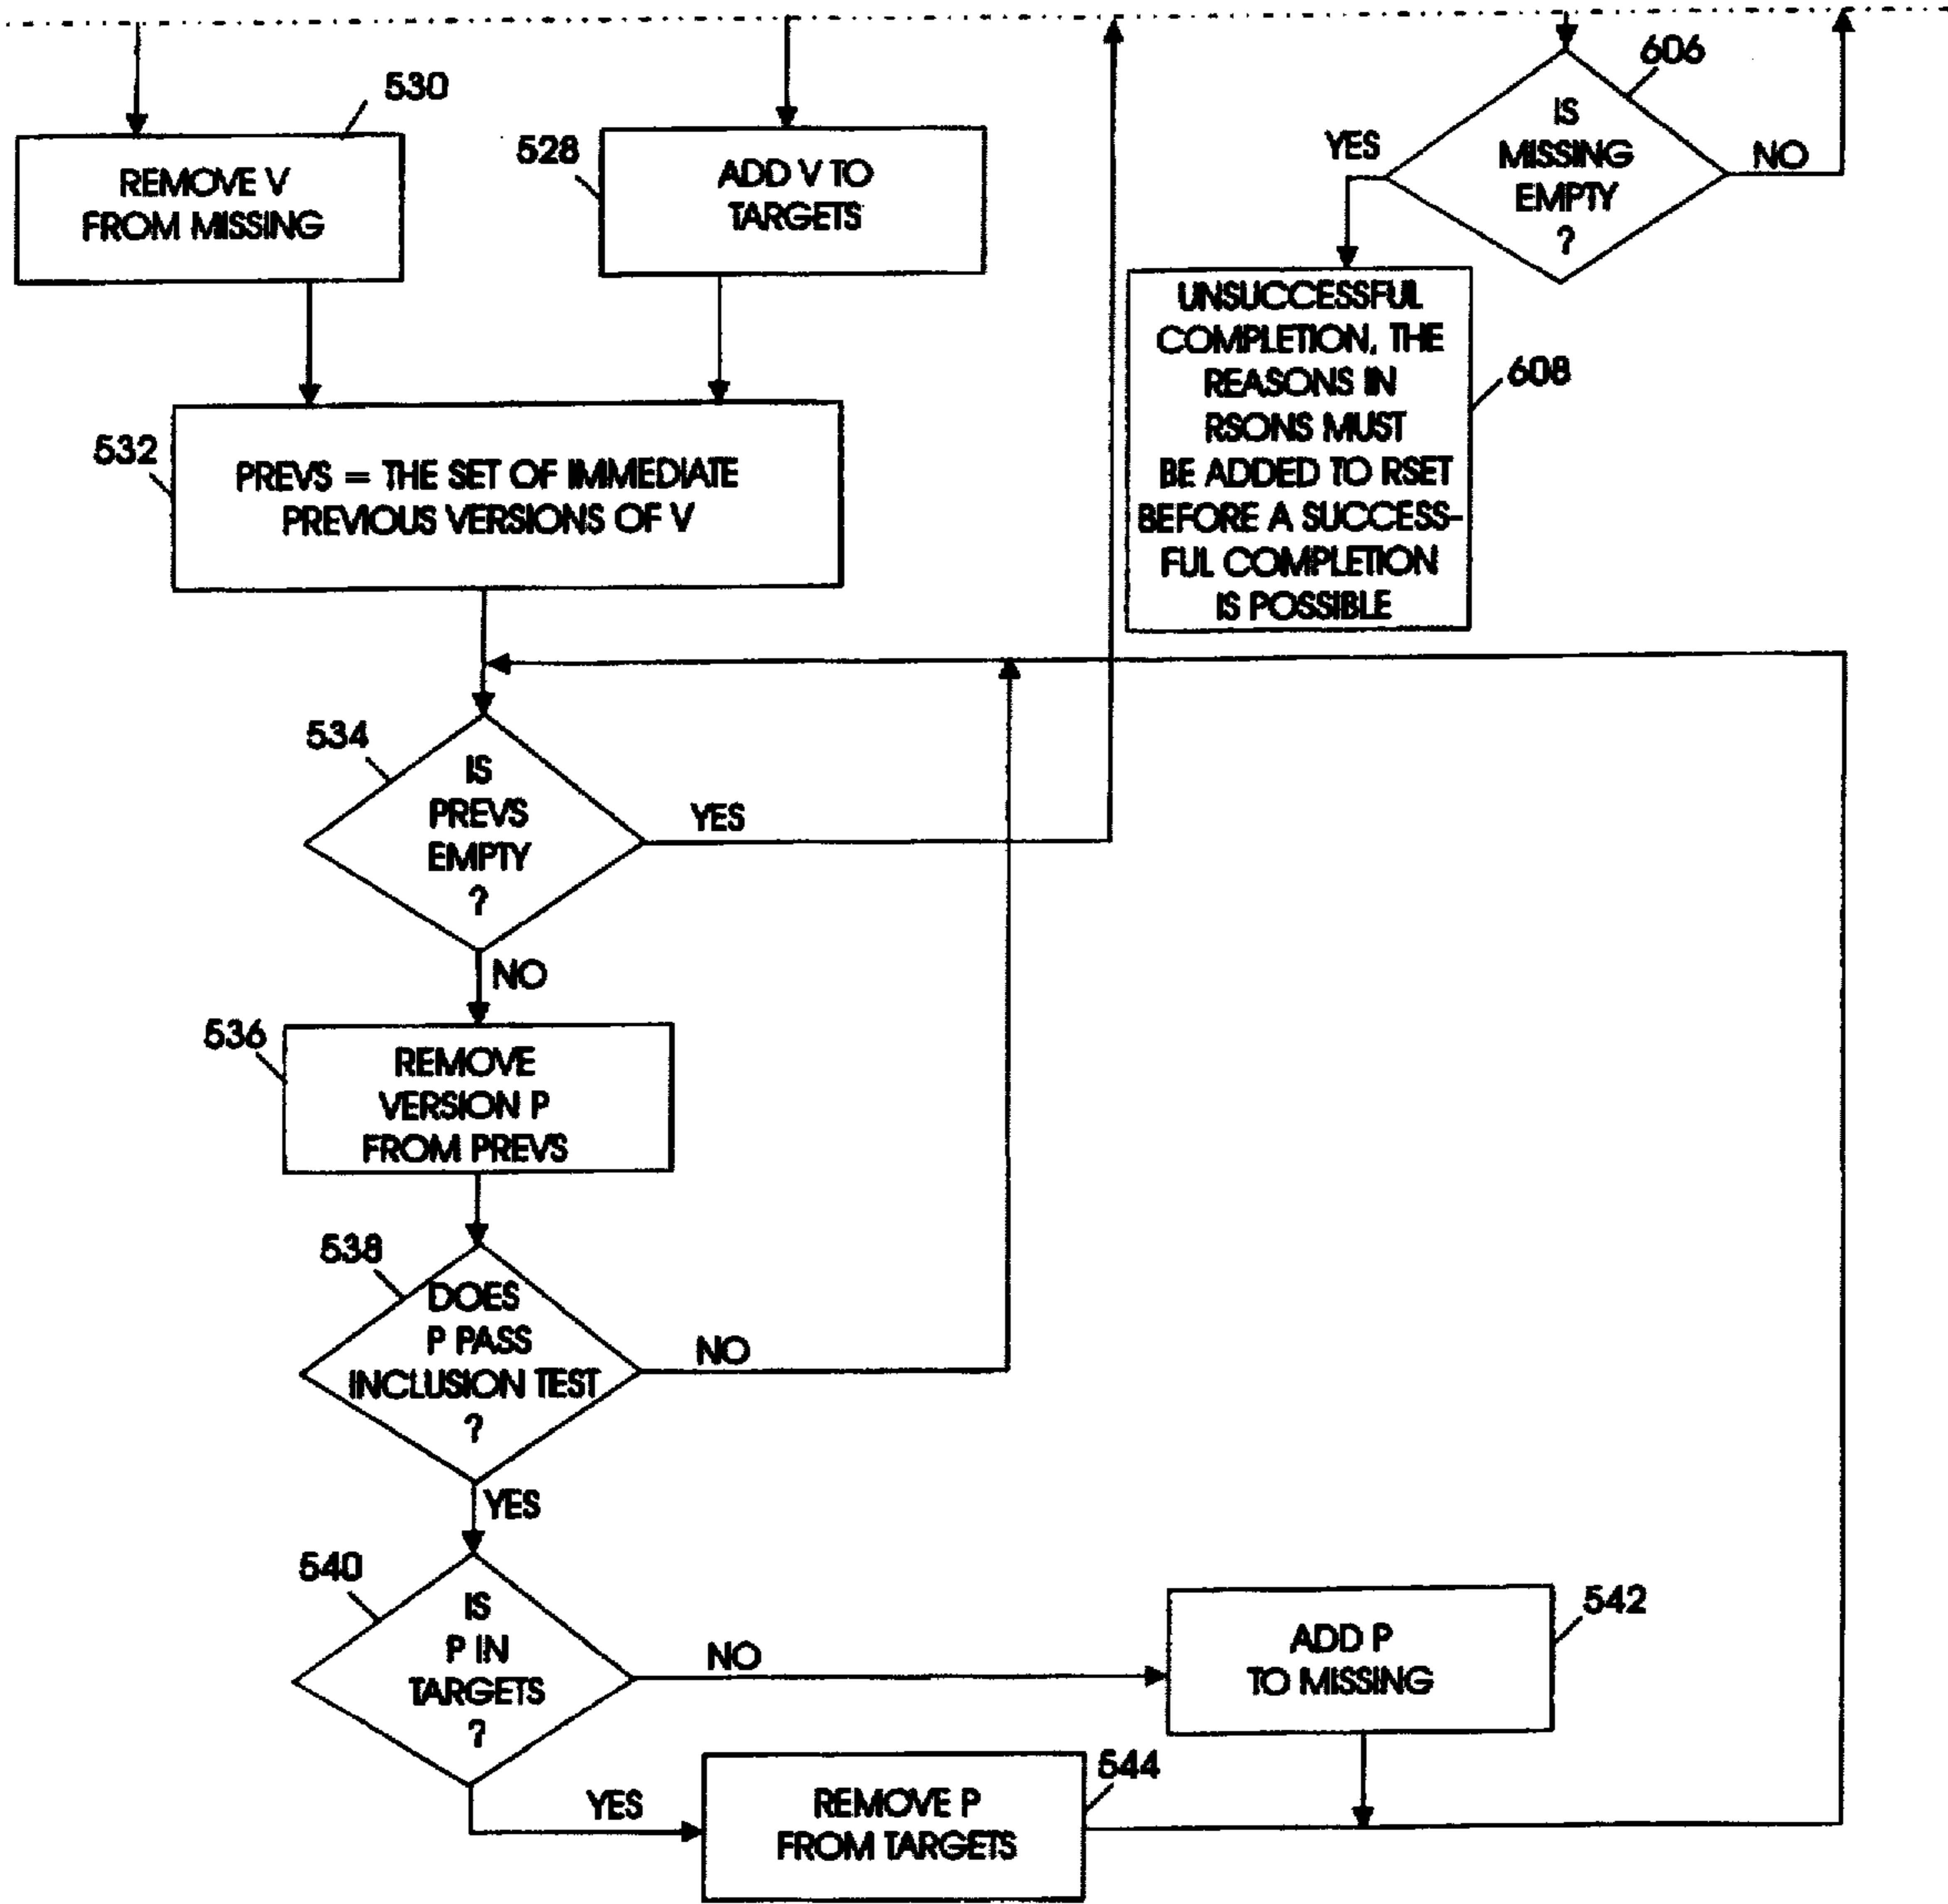 530
REMOVE V
FROM MISSING
528
ADD V TO
TARGETS
606
IS
MISSING
EMPTY
?
YES
NO
UNSUCCESSFUL
COMPLETION, THE
REASONS IN
RSONS MUST
BE ADDED TO RSET
BEFORE A SUCCESS-
FUL COMPLETION
IS POSSIBLE
608
532
PREVS = THE SET OF IMMEDIATE
PREVIOUS VERSIONS OF V
534
IS
PREVS
EMPTY
?
YES
NO
536
REMOVE
VERSION P
FROM PREVS
538
DOES
P PASS
INCLUSION TEST
?
NO
YES
540
IS
P IN
TARGETS
?
NO
542
ADD P
TO MISSING
YES
544
REMOVE P
FROM TARGETS